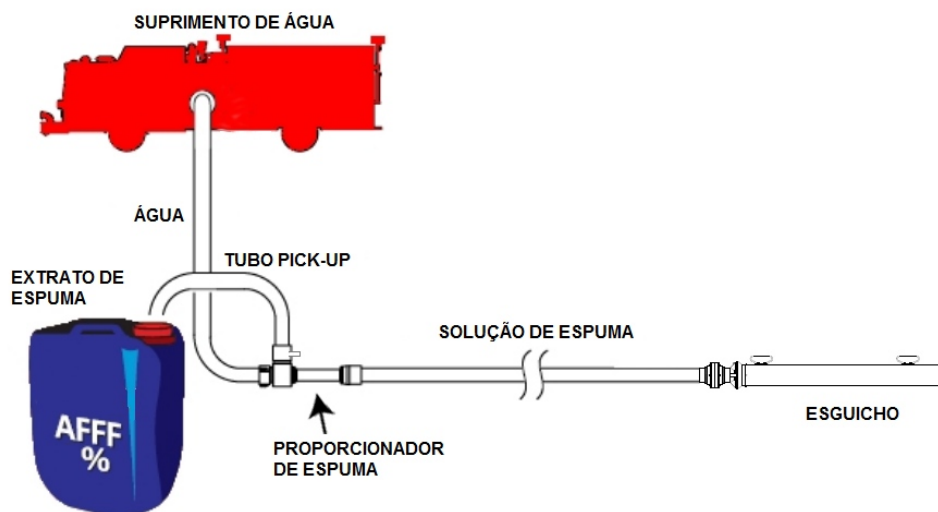 SUPRIMENTO DE ÁGUA
ÁGUA
TUBO PICK-UP
EXTRATO DE
ESPUMA
SOLUÇÃO DE ESPUMA
ESGUICHO
AFFF
%
PROPORCIONADOR
DE ESPUMA